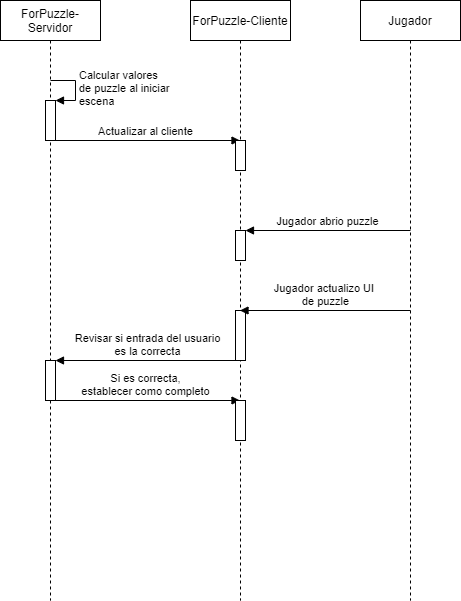 ForPuzzle-
Servidor
ForPuzzle-Cliente
Jugador
Calcular valores
de puzzle al iniciar
escena
Actualizar al cliente
Jugador abrio puzzle
Jugador actualizo UI
de puzzle
Revisar si entrada del usuario
es la correcta
Si es correcta,
establecer como completo